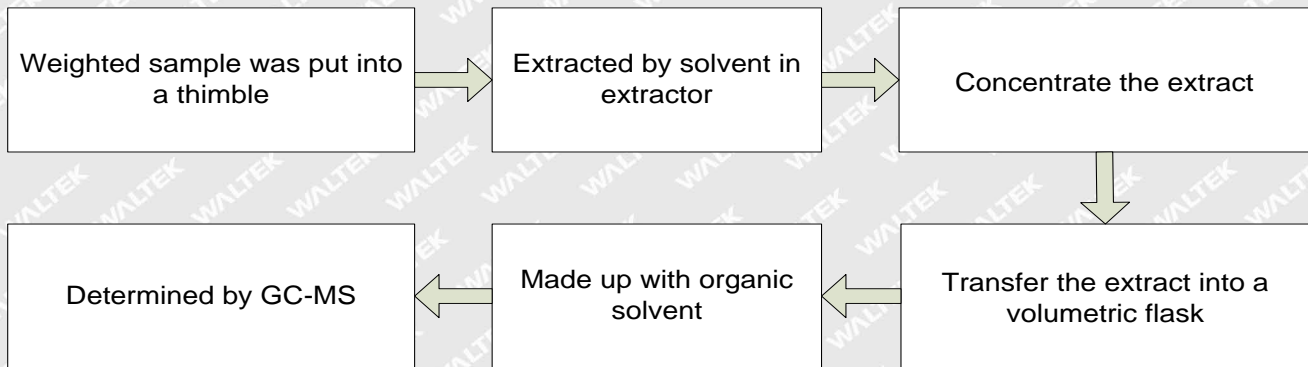 Weighted sample was put into
a thimble
Extracted by solvent in
extractor
Concentrate the extract
Transfer the extract into a
volumetric flask
Made up with organic
solvent
Determined by GC-MS
WALTEK